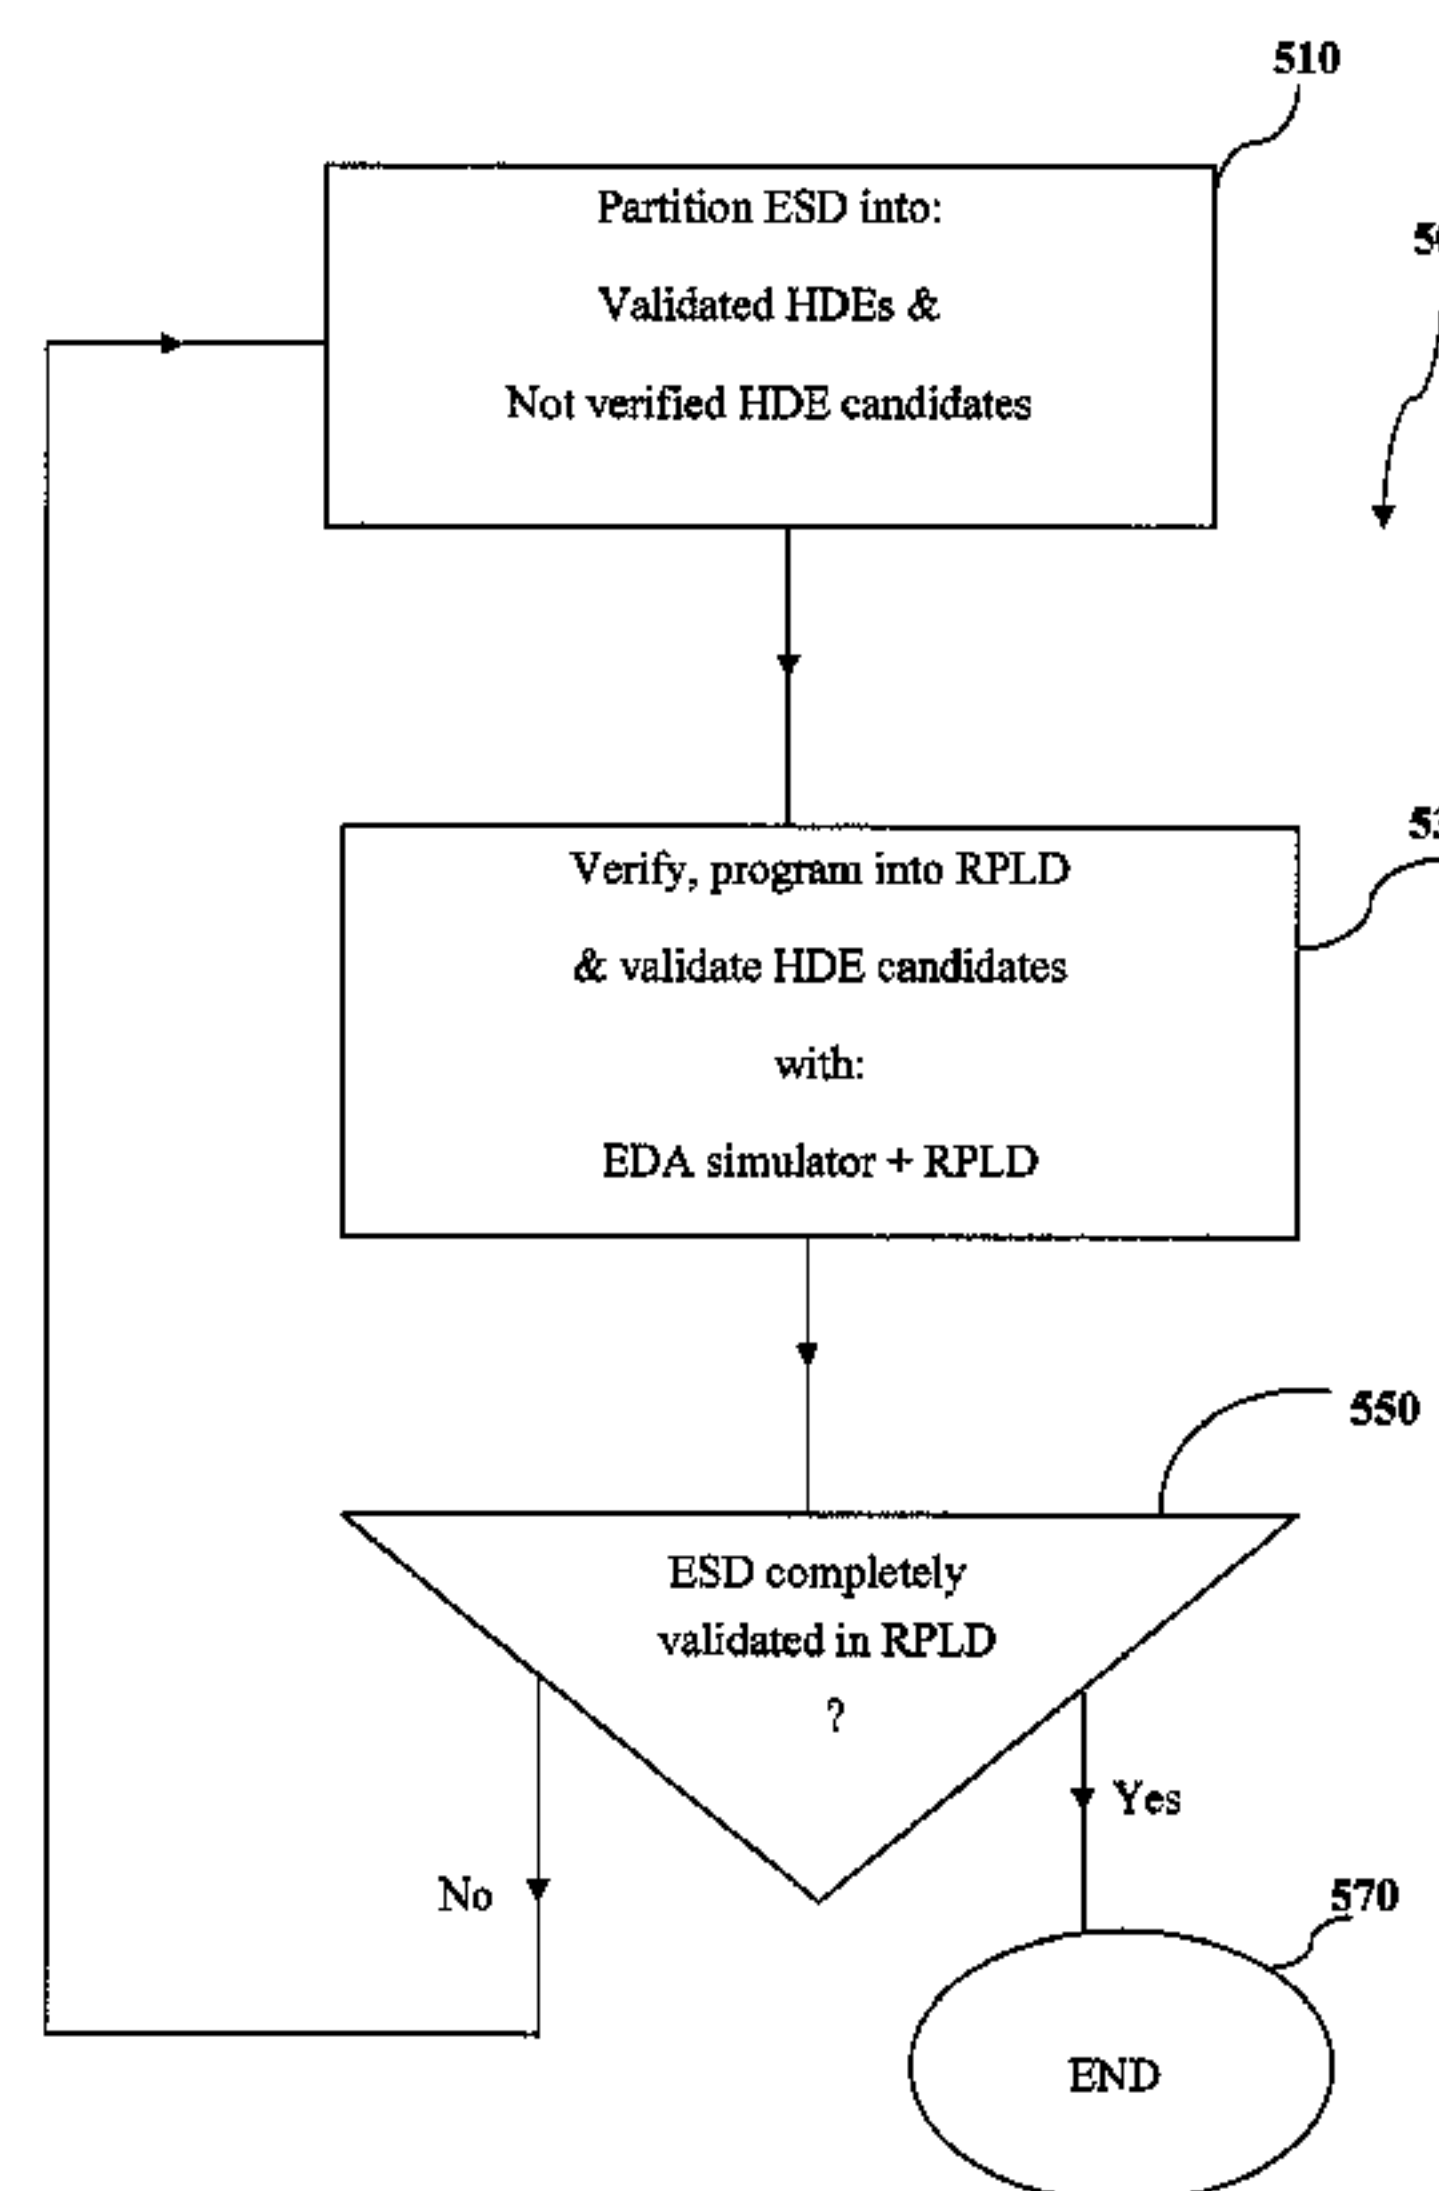 510
Partition ESD into:
Validated HDEs &
Not verified HDE candidates
Verify, program into RPLD
& validate HDE candidates
with:
EDA simulator + RPLD
550
ESD completely
validated in RPLD
?
Yes
No
570
END